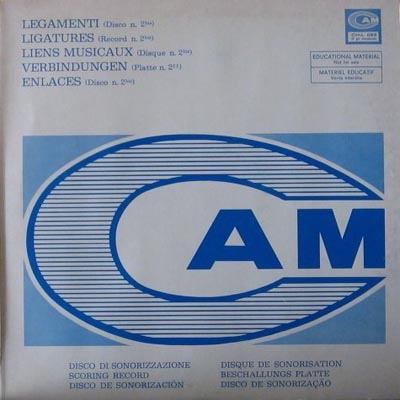 LEGAMENTI (Disco n. 2bis)
LIGATURES (Record n. 2bis)
LIENS MUSICAUX (Disque n. 2bis)
VERBINDUNGEN (Platte n. 2II)
ENLACES (Disco n. 2bis)
CAM
EDUCATIONAL MATERIAL
Not for sale
MATERIEL EDUCATIF
Vente interdite
CAM
DISCO DI SONORIZZAZIONE
SCORING RECORD
DISCO DE SONORIZACIÓN
DISQUE DE SONORISATION
BESCHALLUNGS PLATTE
DISCO DE SONORIZAÇÃO